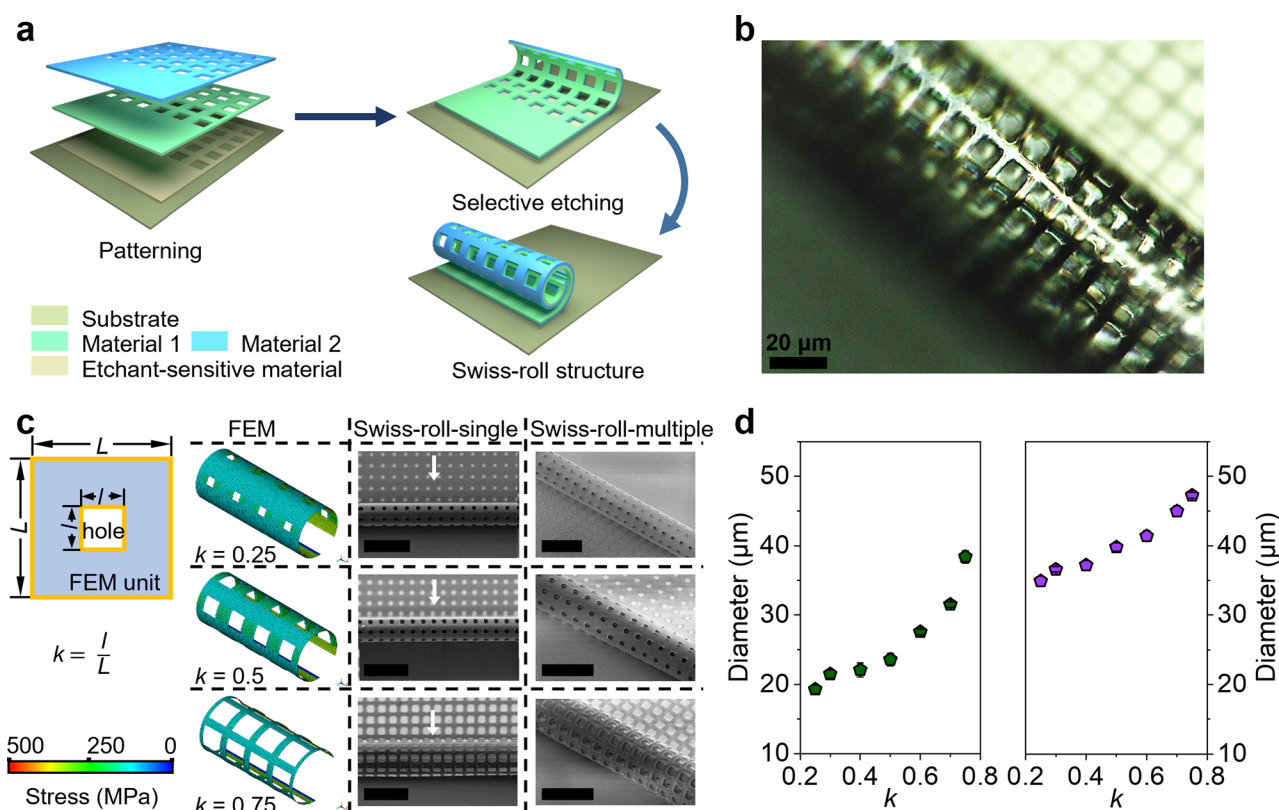 a
Patterning
Selective etching
Swiss-roll structure
Substrate
Material 1
Material 2
Etchant-sensitive material
b
20 µm
c
L
L
l
l
hole
FEM unit
k = l / L
500 250 0
Stress (MPa)
FEM
Swiss-roll-single
Swiss-roll-multiple
k = 0.25
k = 0.5
k = 0.75
d
Diameter (µm)
50
40
30
20
10
0.2 0.4 0.6 0.8
k
50
40
30
20
10
0.2 0.4 0.6 0.8
k
Diameter (µm)